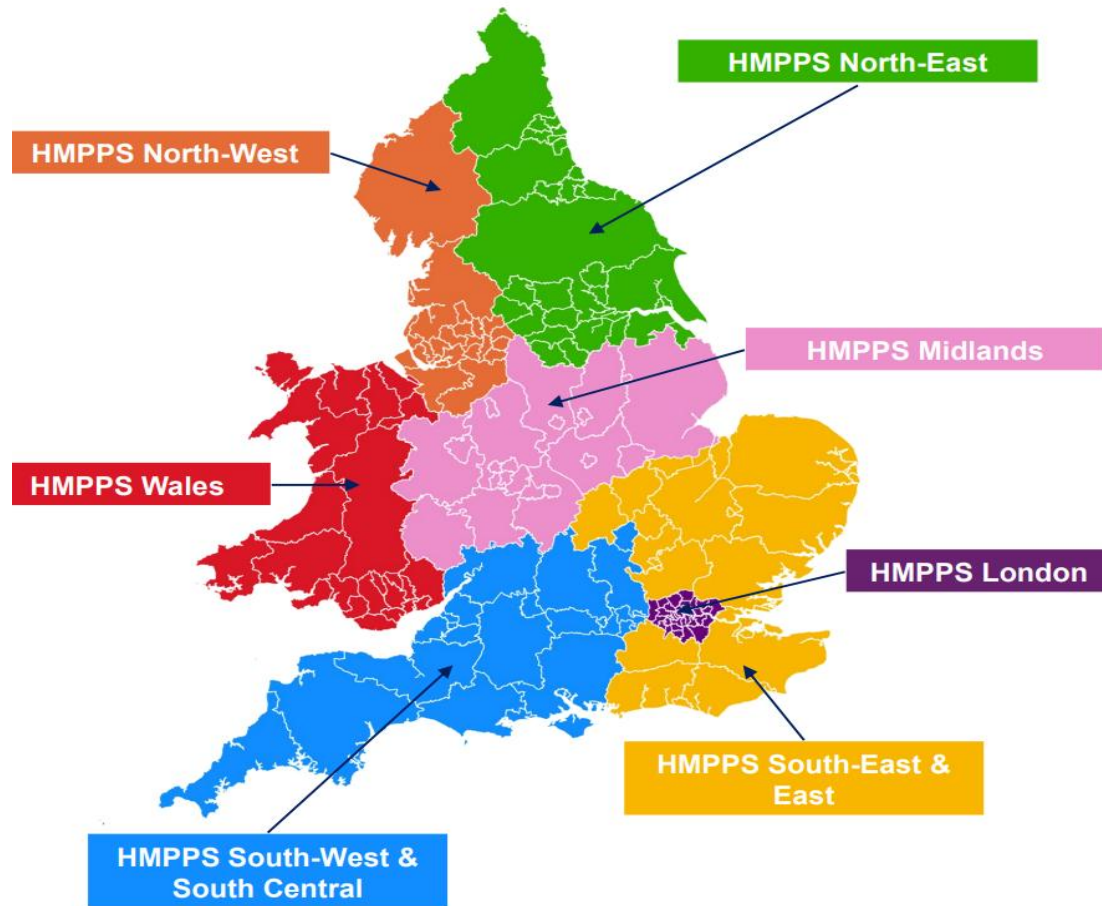 HMPPS North-East
HMPPS North-West
HMPPS Midlands
HMPPS Wales
HMPPS London
HMPPS South-East &
East
HMPPS South-West &
South Central